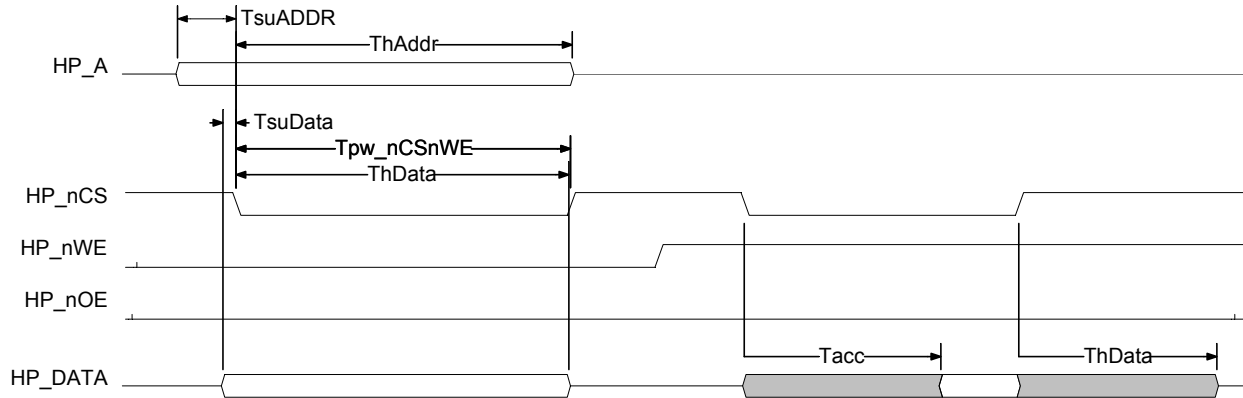 TsuADDR
ThAddr
HP_A
TsuData
Tpw_nCSnWE
ThData
HP_nCS
HP_nWE
HP_nOE
Tacc
ThData
HP_DATA